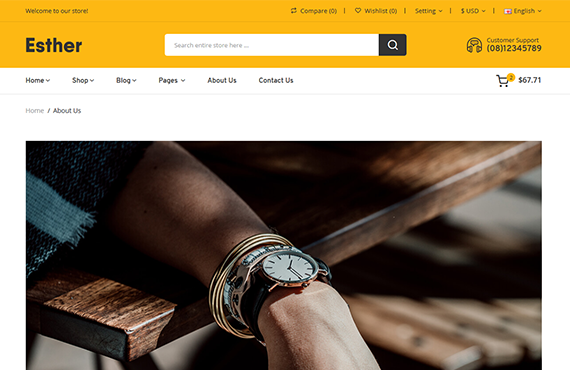 Welcome to our store!
Compare (0) | Wishlist (0) | Setting | $ USD | English
Esther
Search entire store here ...
Customer Support
(08)12345789
Home Shop Blog Pages About Us Contact Us
2 $67.71
Home / About Us